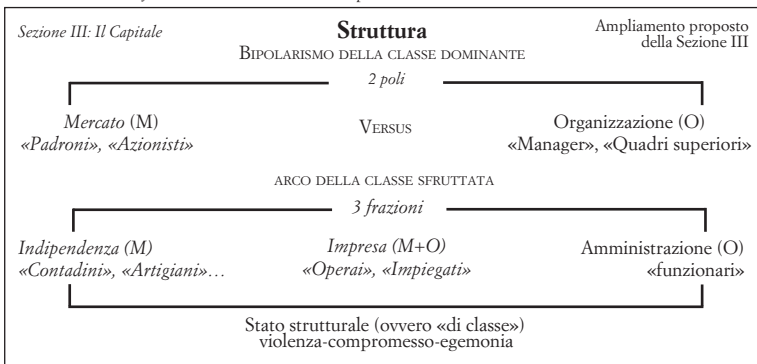 Sezione III: Il Capitale
Struttura
Ampliamento proposto
della Sezione III
BIPOLARISMO DELLA CLASSE DOMINANTE
2 poli
Mercato (M)
«Padroni», «Azionisti»
VERSUS
Organizzazione (O)
«Manager», «Quadri superiori»
ARCO DELLA CLASSE SFRUTTATA
3 frazioni
Indipendenza (M)
«Contadini», «Artigiani»…
Impresa (M+O)
«Operai», «Impiegati»
Amministrazione (O)
«funzionari»
Stato strutturale (ovvero «di classe»)
violenza-compromesso-egemonia